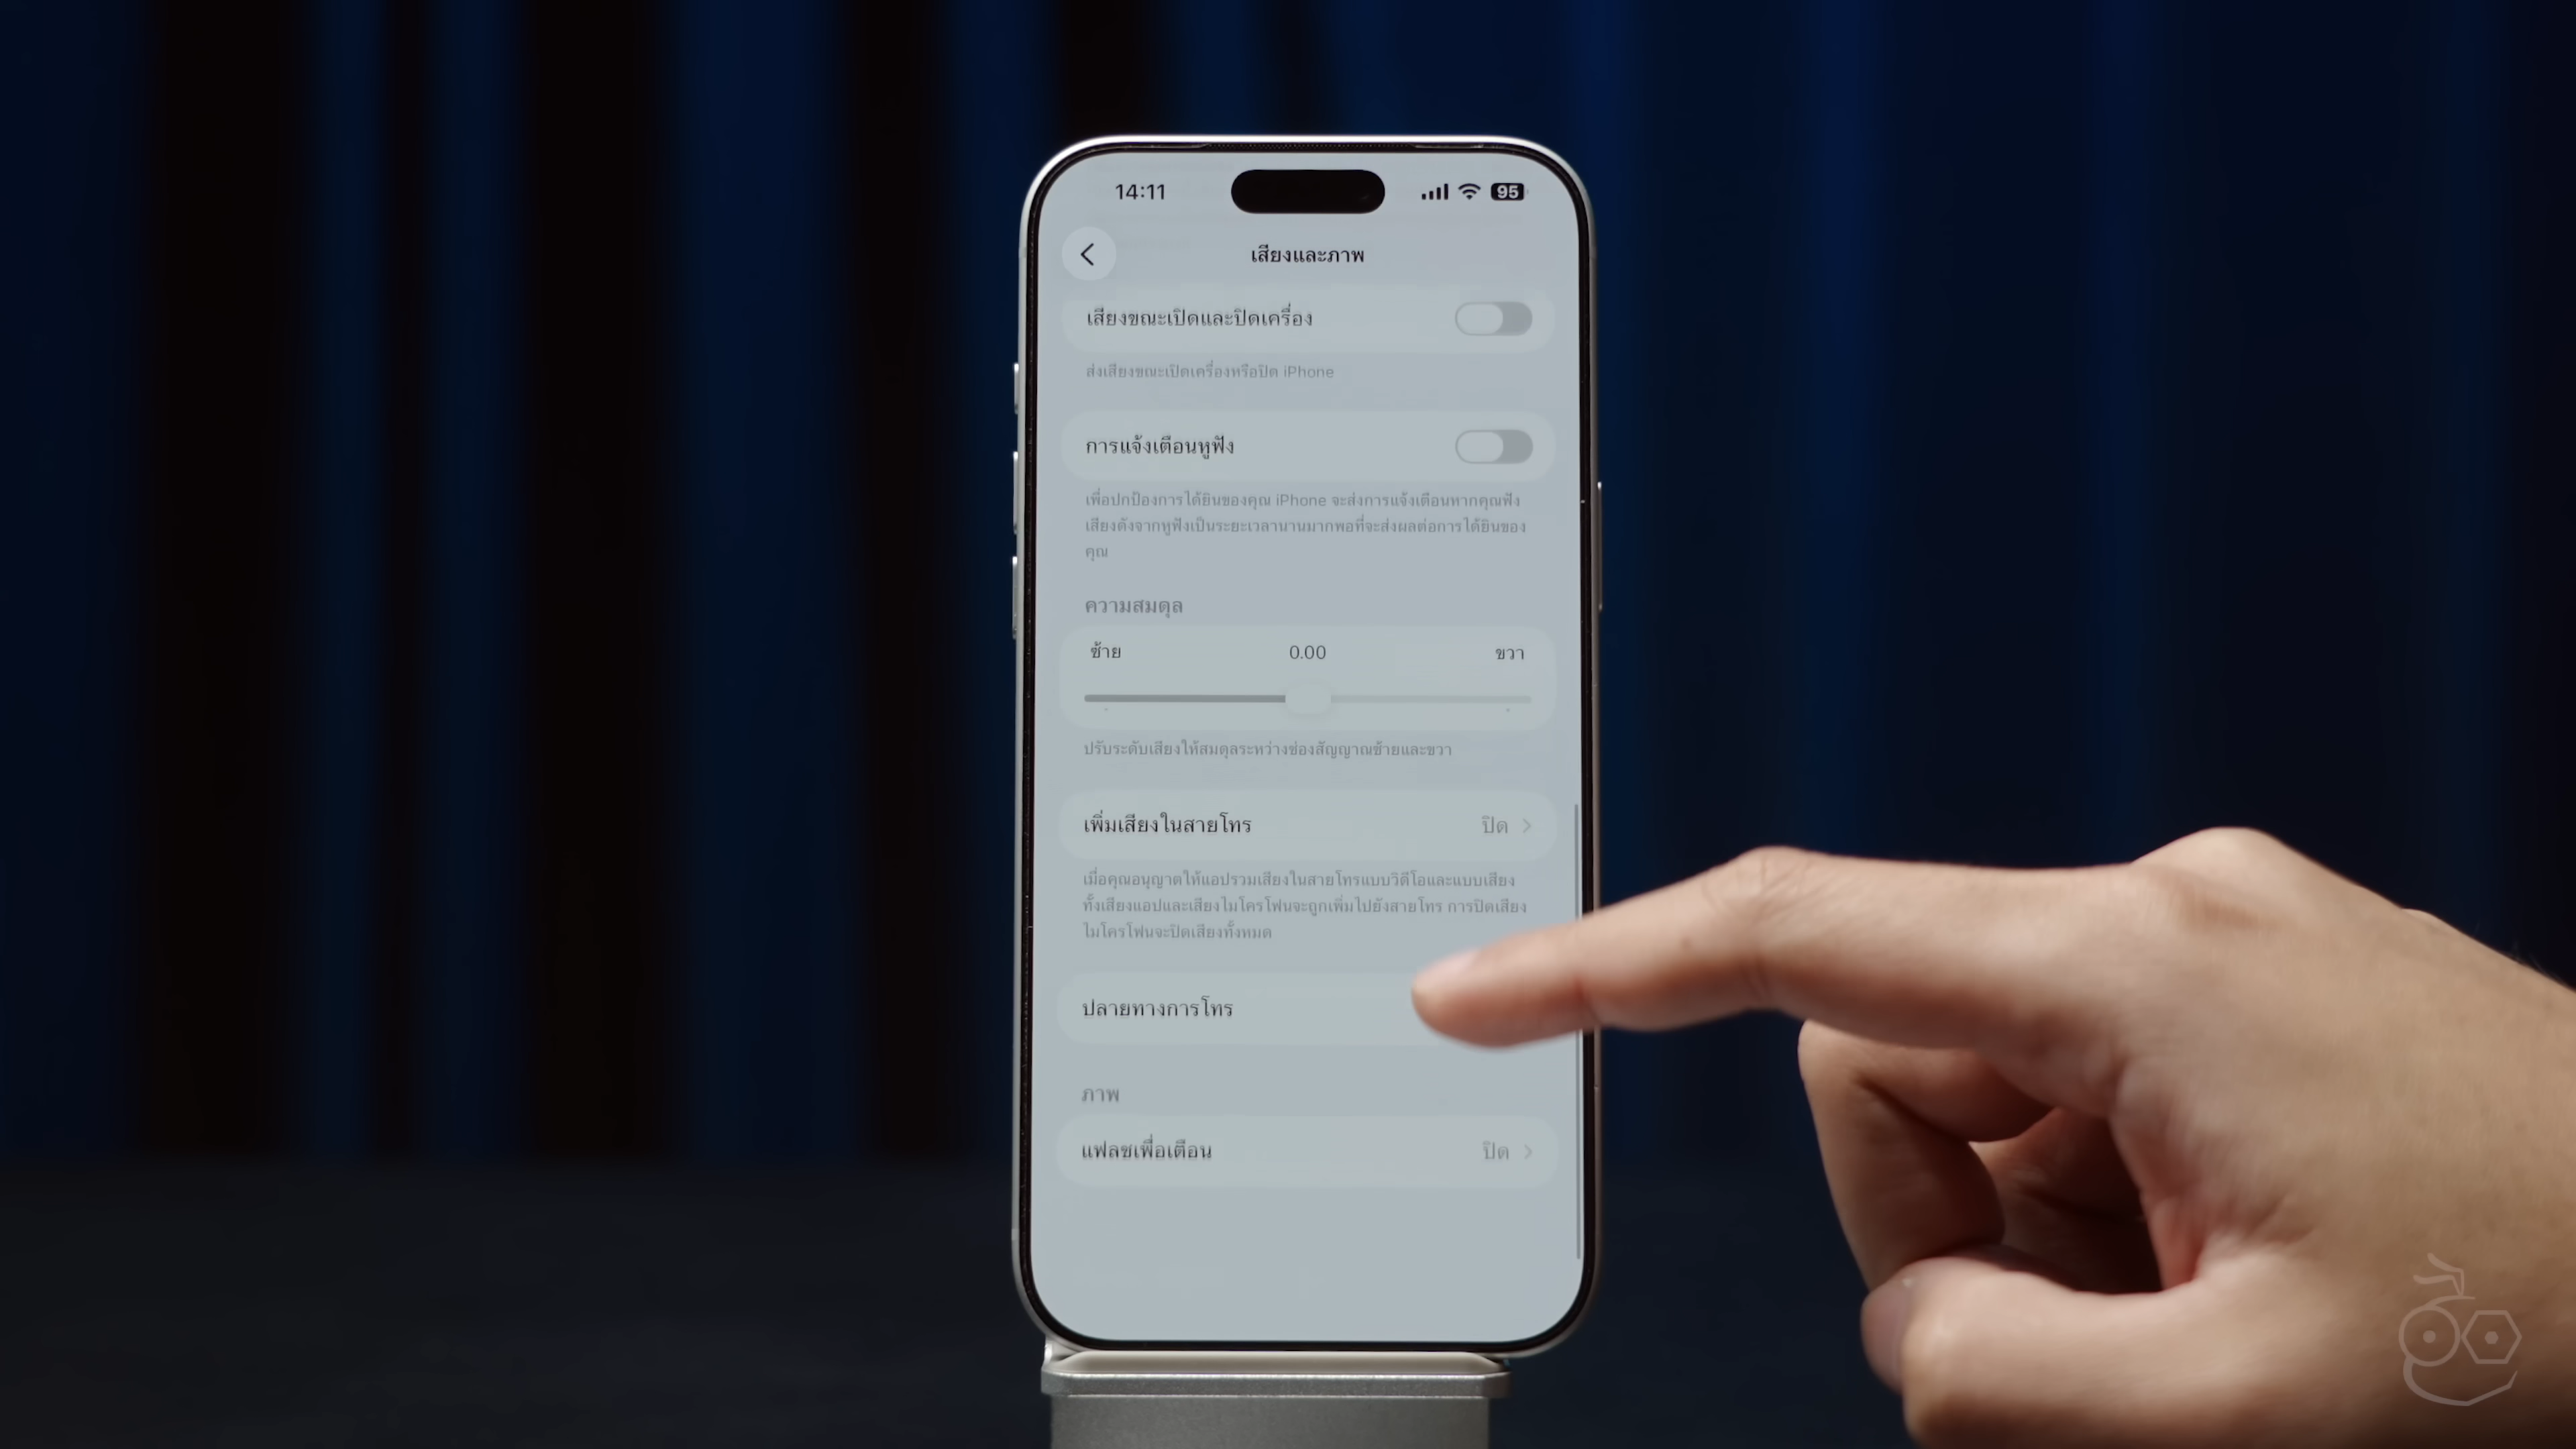 14:11
95
เสียงและภาพ
เสียงขณะเปิดและปิดเครื่อง
ส่งเสียงขณะเปิดเครื่องหรือปิด iPhone
การแจ้งเตือนหูฟัง
เพื่อปกป้องการได้ยินของคุณ iPhone จะส่งการแจ้งเตือนหากคุณฟัง
เสียงดังจากหูฟังเป็นระยะเวลานานมากพอที่จะส่งผลต่อการได้ยินของ
คุณ
ความสมดุล
ซ้าย 0.00 ขวา
ปรับระดับเสียงให้สมดุลระหว่างช่องสัญญาณซ้ายและขวา
เพิ่มเสียงในสายโทร ปิด
เมื่อคุณอนุญาตให้แอปรวมเสียงในสายโทรแบบวิดีโอและแบบเสียง
ทั้งเสียงแอปและเสียงไมโครโฟนจะถูกเพิ่มไปยังสายโทร การปิดเสียง
ไมโครโฟนจะปิดเสียงทั้งหมด
ปลายทางการโทร
ภาพ
แฟลชเพื่อเตือน ปิด